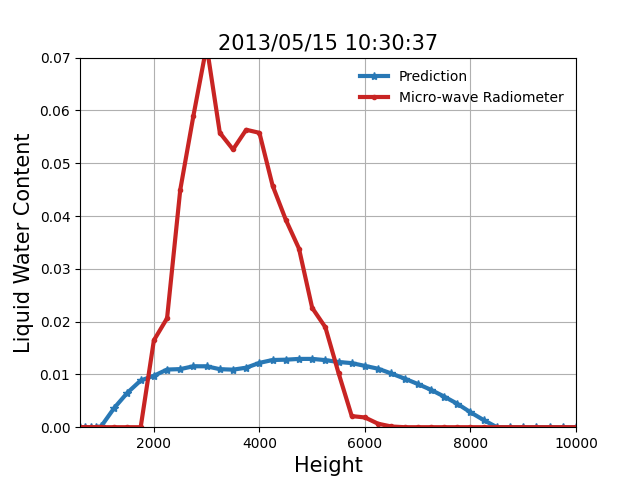 2013/05/15 10:30:37
Prediction
Micro-wave Radiometer
Liquid Water Content
0.07
0.06
0.05
0.04
0.03
0.02
0.01
0.00
2000 4000 6000 8000 10000
Height